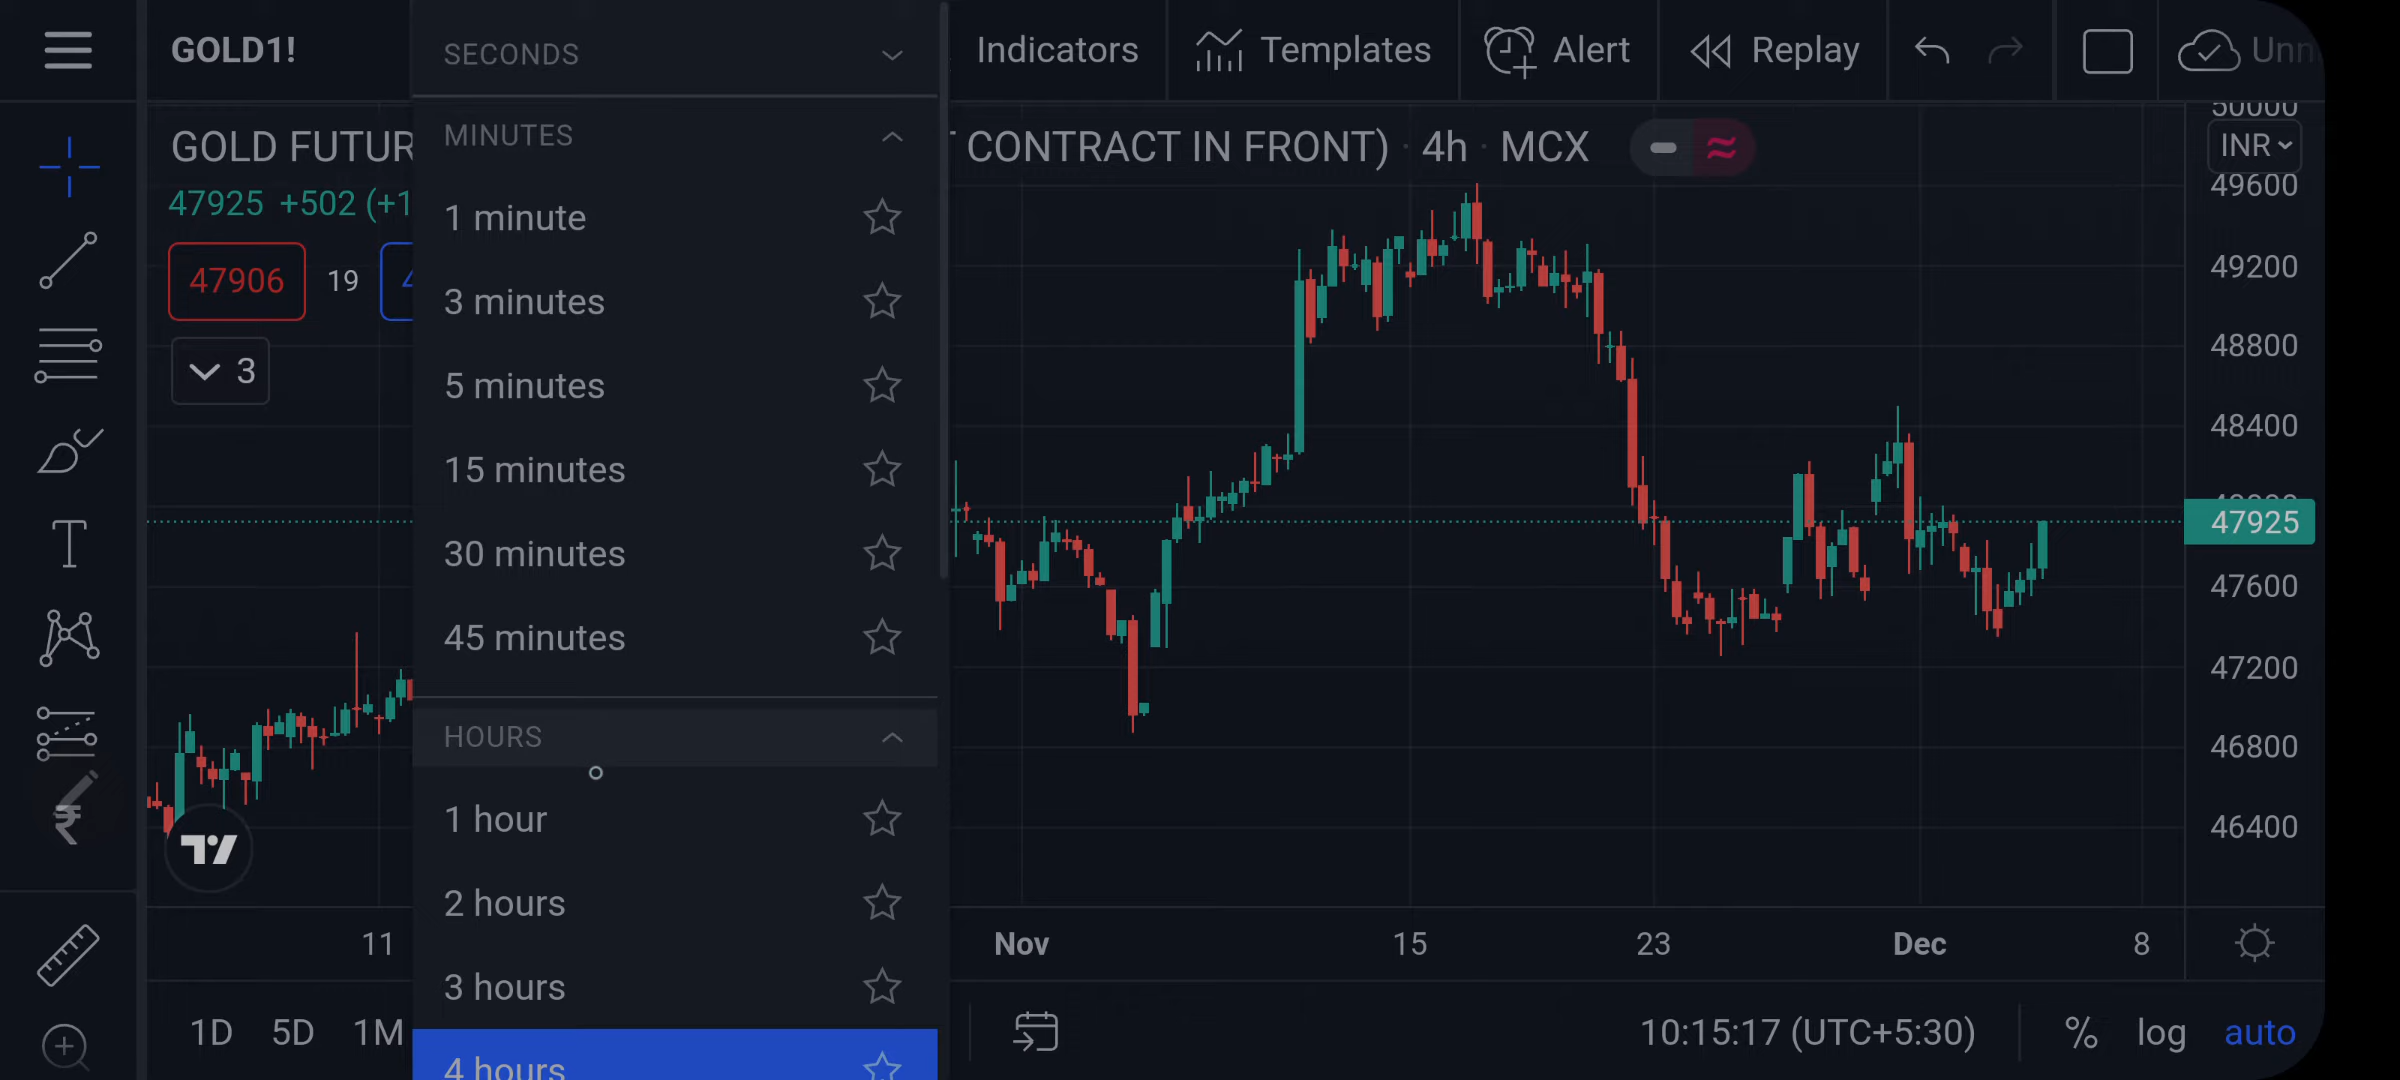 GOLD1!
Indicators
Templates
Alert
Replay
GOLD FUTUR
CONTRACT IN FRONT) · 4h · MCX
47925 +502 (+1
47906
19
3
SECONDS
MINUTES
1 minute
3 minutes
5 minutes
15 minutes
30 minutes
45 minutes
HOURS
1 hour
2 hours
3 hours
4 hours
INR
50000
49600
49200
48800
48400
47925
47600
47200
46800
46400
11
Nov
15
23
Dec
8
1D
5D
1M
10:15:17 (UTC+5:30)
%
log
auto